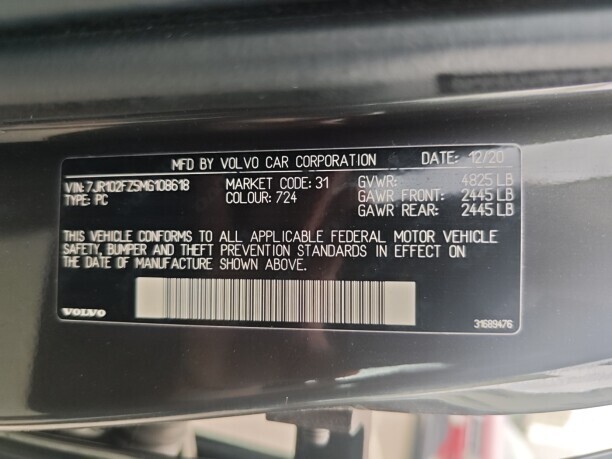 MFD BY VOLVO CAR CORPORATION DATE: 12/20
VIN: 7JR102FZ5MG108618 MARKET CODE: 31 GVWR: 4825 LB
TYPE: PC COLOUR: 724 GAWR FRONT: 2445 LB
GAWR REAR: 2445 LB
THIS VEHICLE CONFORMS TO ALL APPLICABLE FEDERAL MOTOR VEHICLE
SAFETY, BUMPER AND THEFT PREVENTION STANDARDS IN EFFECT ON
THE DATE OF MANUFACTURE SHOWN ABOVE.
VOLVO 31689476